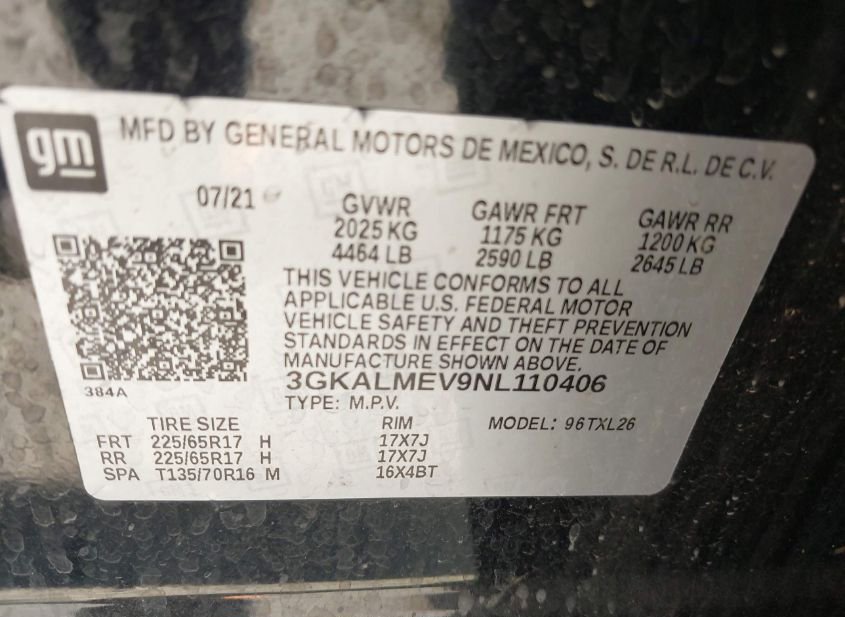 gm
MFD BY GENERAL MOTORS DE MEXICO, S. DE R.L. DE C.V.
07/21 GVWR GAWR FRT GAWR RR
2025 KG 1175 KG 1200 KG
4464 LB 2590 LB 2645 LB
THIS VEHICLE CONFORMS TO ALL
APPLICABLE U.S. FEDERAL MOTOR
VEHICLE SAFETY AND THEFT PREVENTION
STANDARDS IN EFFECT ON THE DATE OF
MANUFACTURE SHOWN ABOVE.
3GKALMEV9NL110406
384A
TYPE: M.P.V.
TIRE SIZE RIM MODEL: 96TXL26
FRT 225/65R17 H 17X7J
RR 225/65R17 H 17X7J
SPA T135/70R16 M 16X4BT